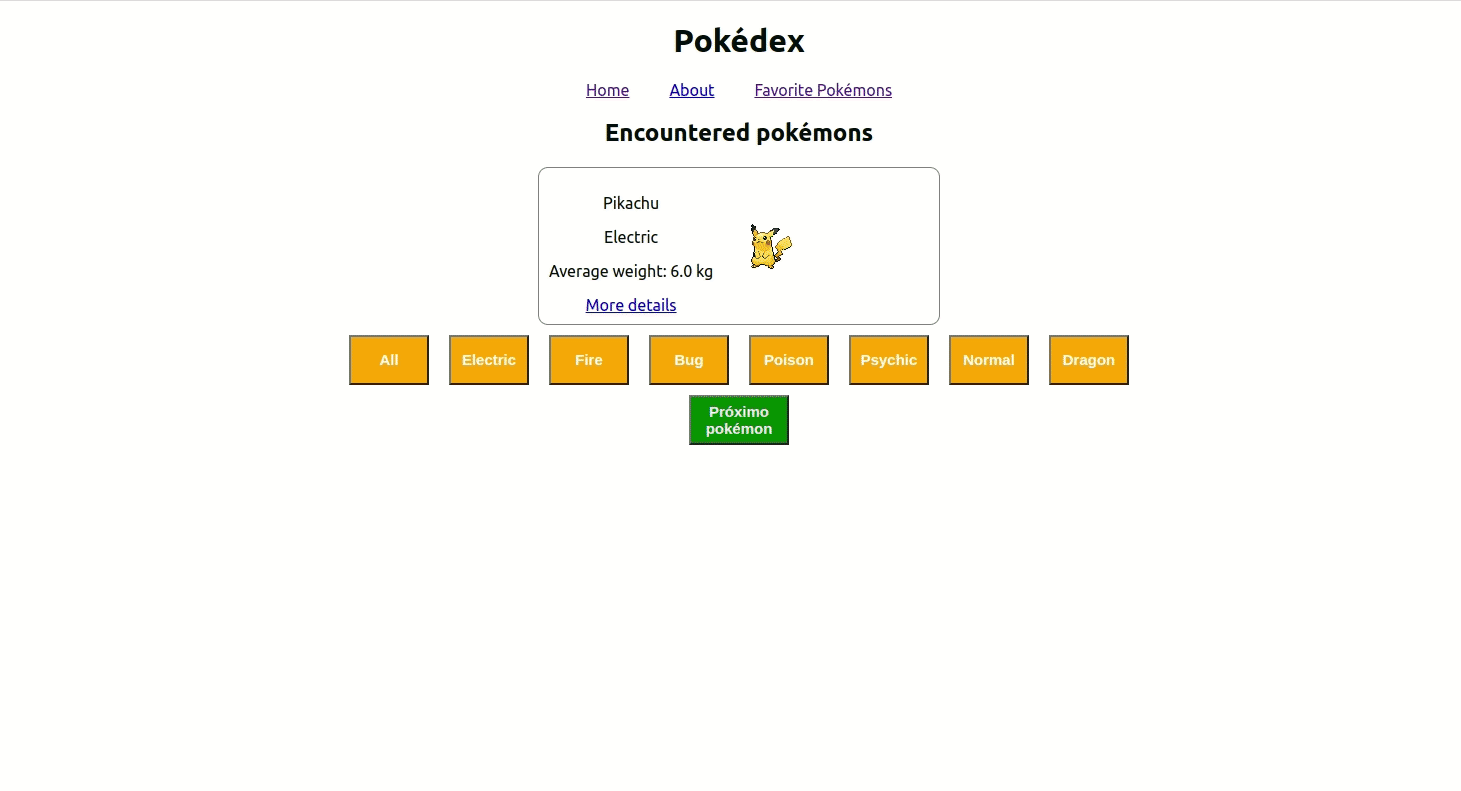 Pokédex
Home About Favorite Pokémons
Encountered pokémons
Pikachu
Electric
Average weight: 6.0 kg
More details
All Electric Fire Bug Poison Psychic Normal Dragon
Próximo
pokémon